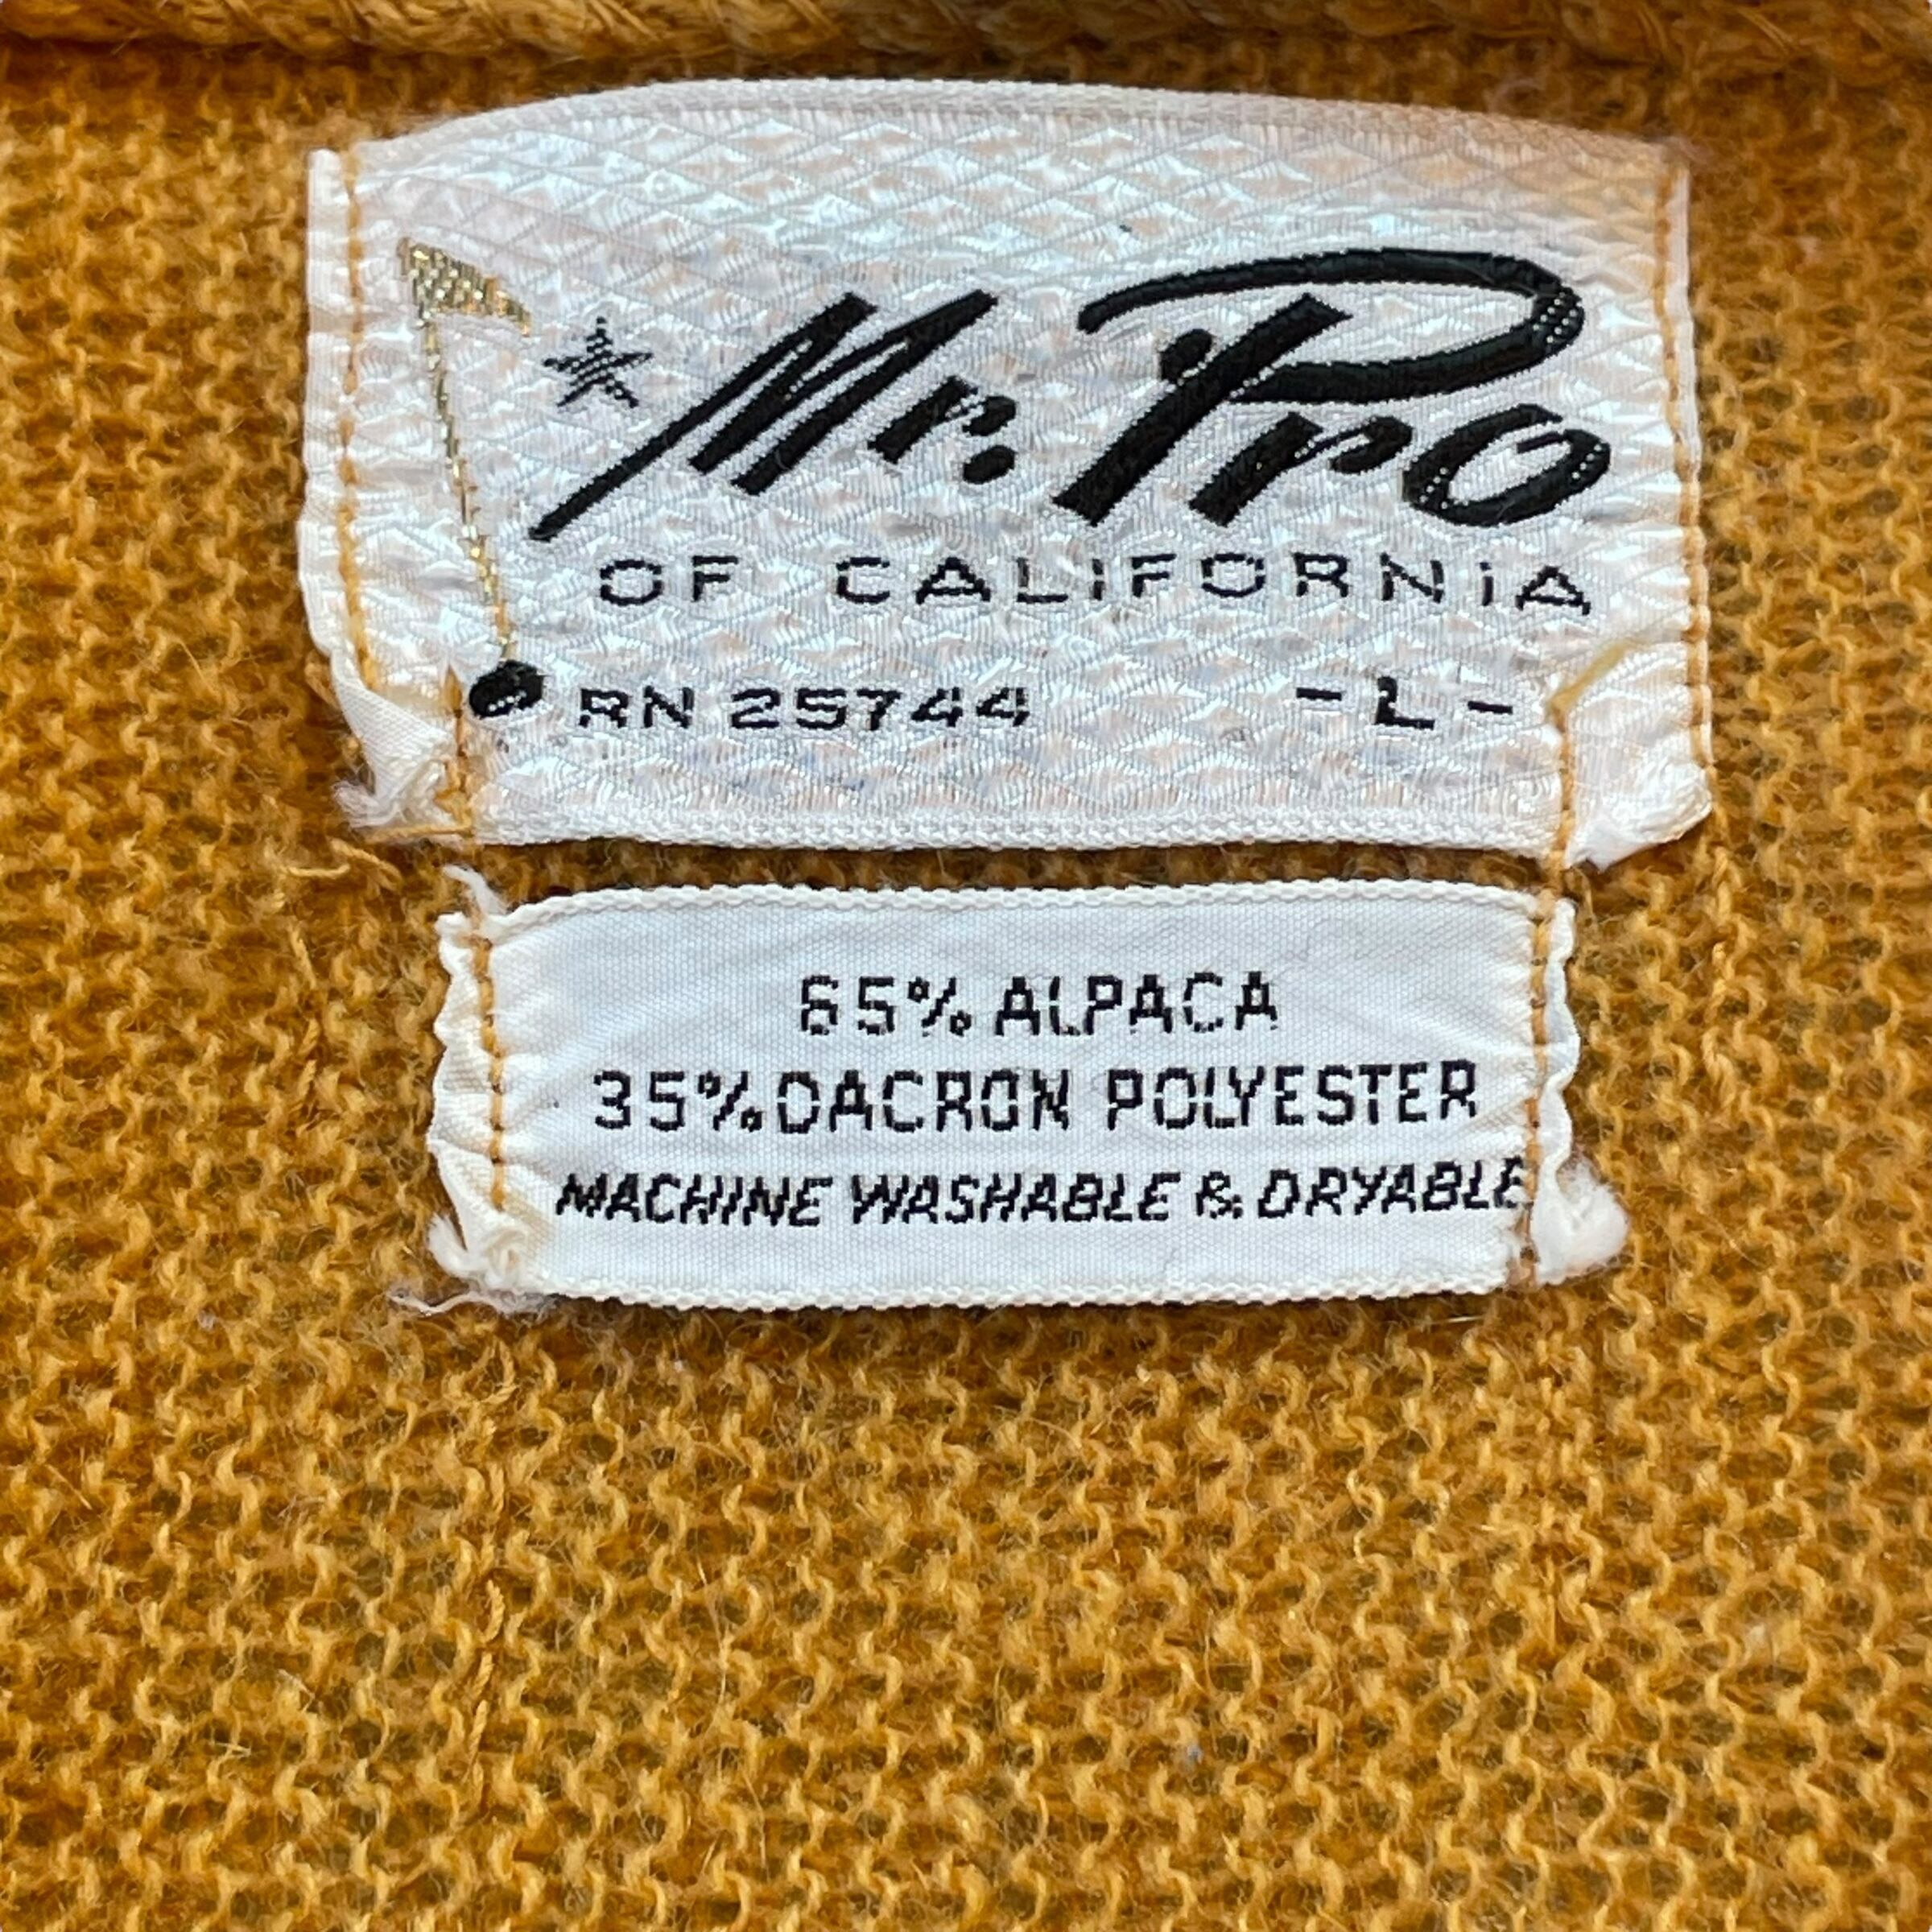 Mr. Pro
OF CALIFORNiA
RN 25744 - L -
65% ALPACA
35% DACRON POLYESTER
MACHINE WASHABLE & DRYABLE